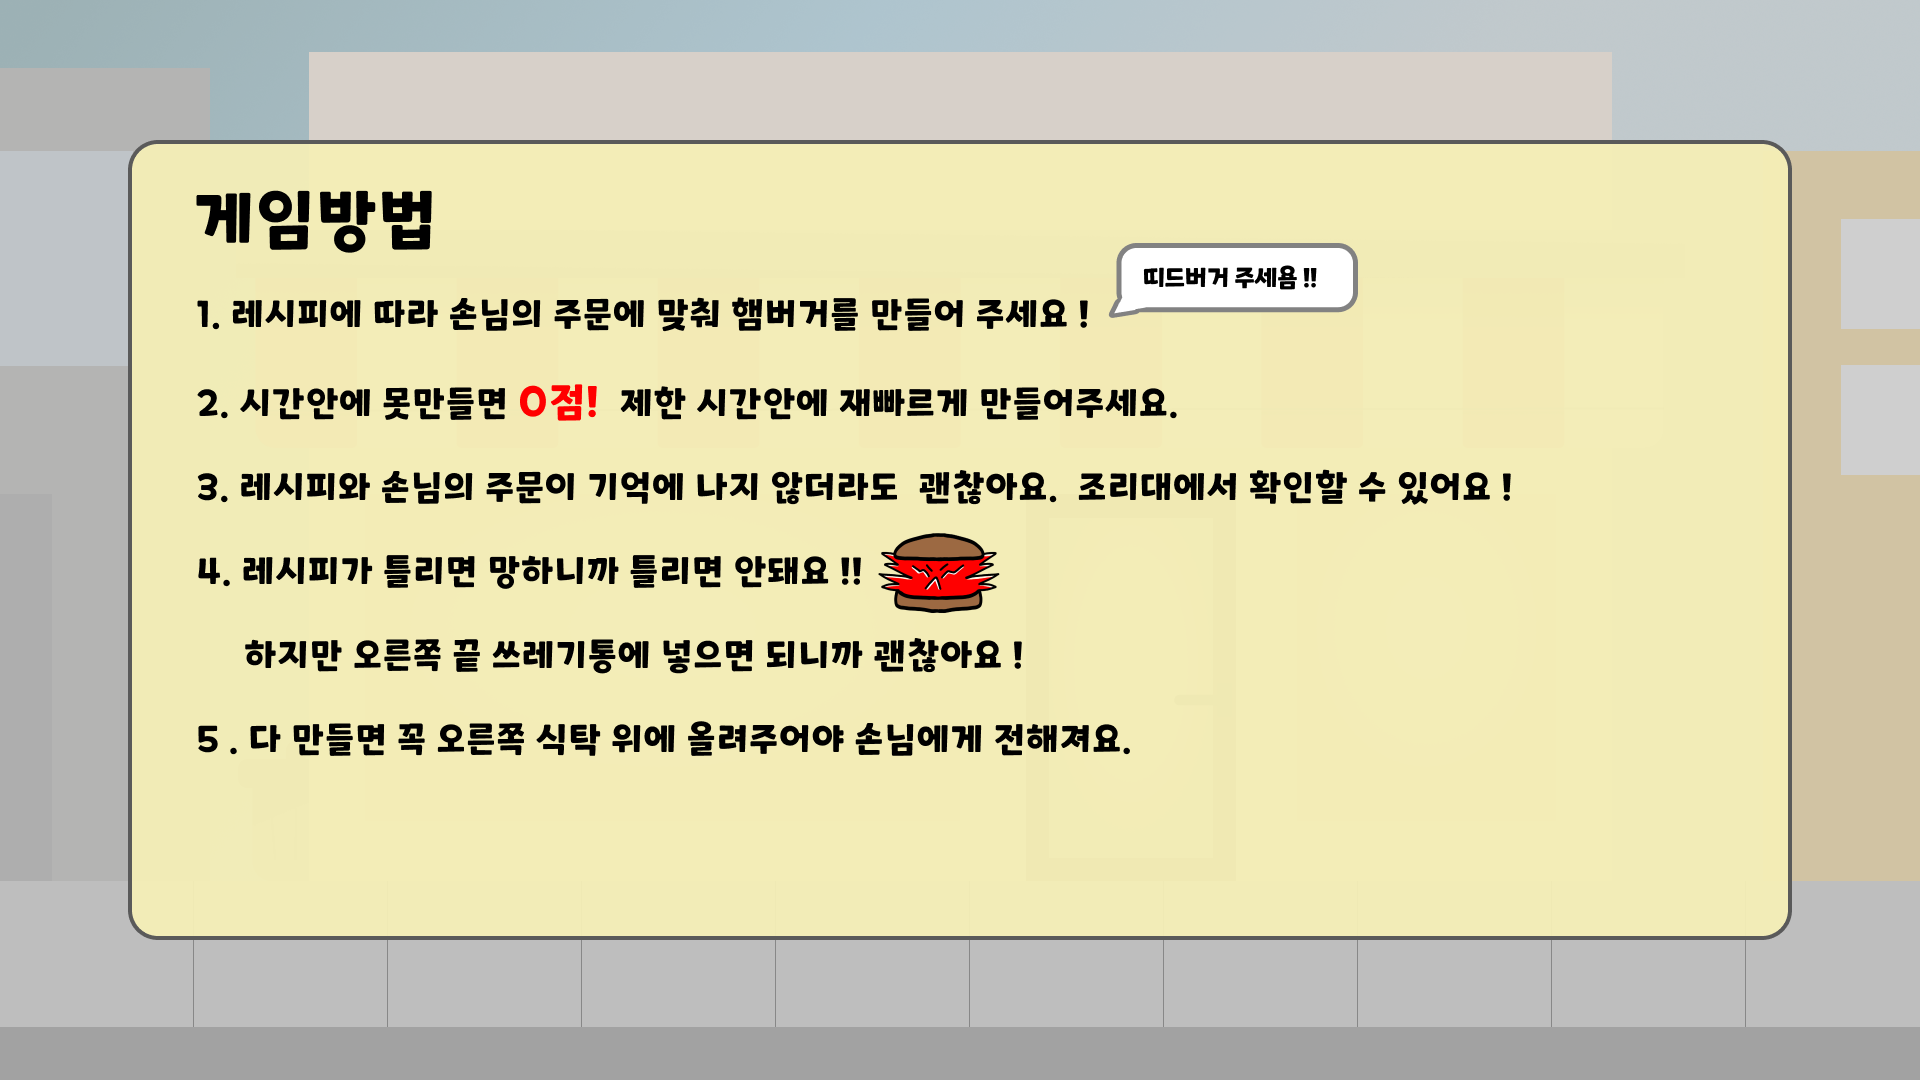 게임방법
띠드버거 주세욤 !!
1. 레시피에 따라 손님의 주문에 맞춰 햄버거를 만들어 주세요 !
2. 시간안에 못만들면 0점! 제한 시간안에 재빠르게 만들어주세요.
3. 레시피와 손님의 주문이 기억에 나지 않더라도 괜찮아요. 조리대에서 확인할 수 있어요 !
4. 레시피가 틀리면 망하니까 틀리면 안돼요 !!
하지만 오른쪽 끝 쓰레기통에 넣으면 되니까 괜찮아요 !
5 . 다 만들면 꼭 오른쪽 식탁 위에 올려주어야 손님에게 전해져요.